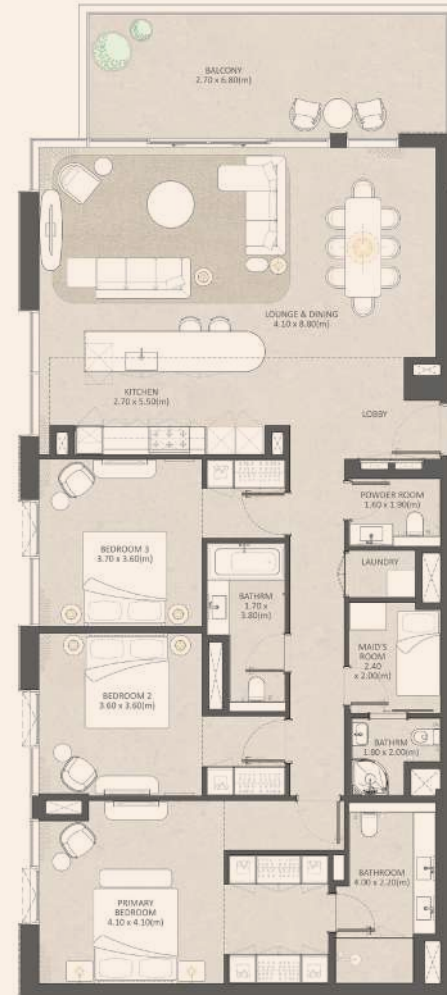 BALCONY
2.70 x 6.80(m)
LOUNGE & DINING
4.10 x 8.80(m)
KITCHEN
2.70 x 5.50(m)
LOBBY
POWDER ROOM
1.60 x 1.90(m)
BEDROOM 3
3.70 x 3.60(m)
LAUNDRY
BATHRM
1.70 x
3.80(m)
MAID'S
ROOM
2.40
x 2.00(m)
BEDROOM 2
3.60 x 3.60(m)
BATHRM
1.80 x 2.00(m)
BATHROOM
4.00 x 2.20(m)
PRIMARY
BEDROOM
4.10 x 4.10(m)